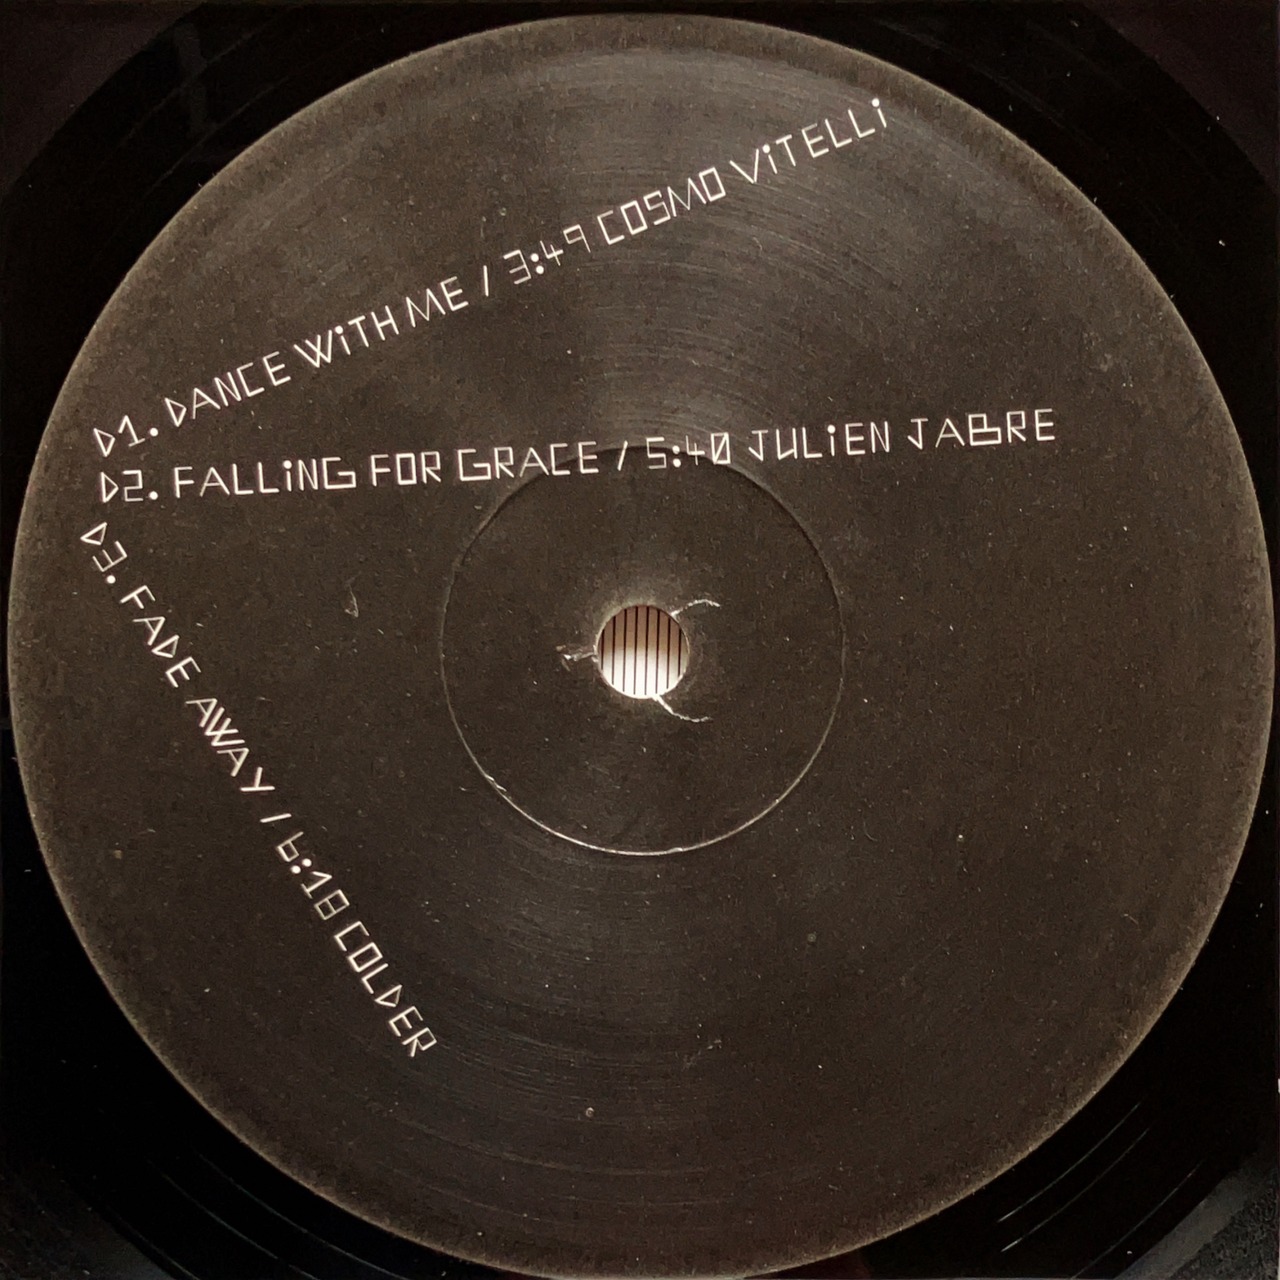 D1. DANCE WiTH ME / 3:49 COSMO ViTELLi
D2. FALLiNG FOR GRACE / 5:40 JULiEN JABRE
D3. FADE AWAY / 6:18 COLDER